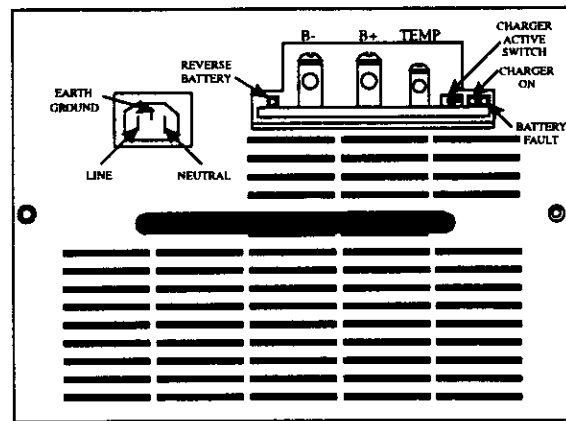 B-
B+
TEMP
CHARGER
ACTIVE
SWITCH
REVERSE
BATTERY
CHARGER
ON
EARTH
GROUND
BATTERY
FAULT
LINE
NEUTRAL